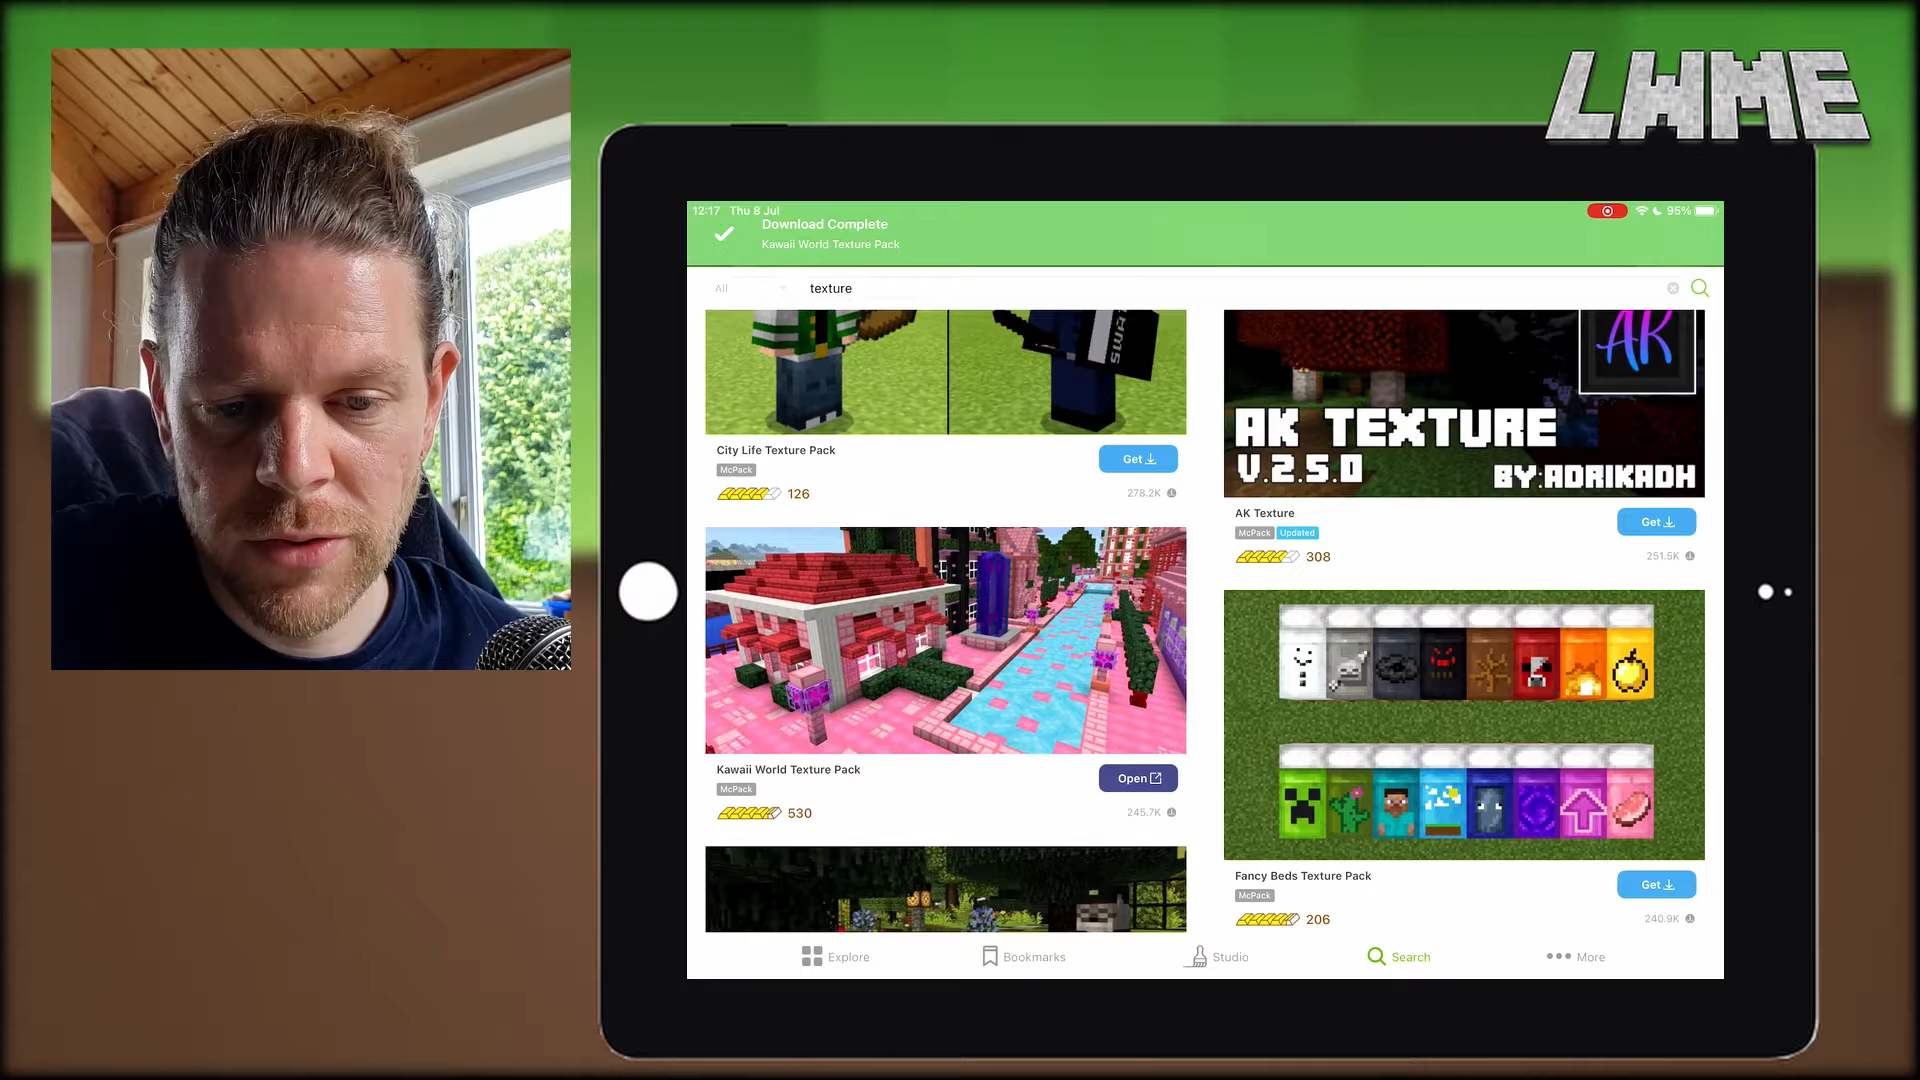 LWME
12:17 Thu 8 Jul
95%
Download Complete
Kawaii World Texture Pack
All
texture
SWA
City Life Texture Pack
McPack
Get
126
278.2K
AK
AK TEXTURE
V.2.5.0
BY:ADRIKADH
AK Texture
McPack Updated
Get
308
251.5K
Kawaii World Texture Pack
McPack
Open
530
245.7K
Fancy Beds Texture Pack
McPack
Get
206
240.9K
Explore
Bookmarks
Studio
Search
More